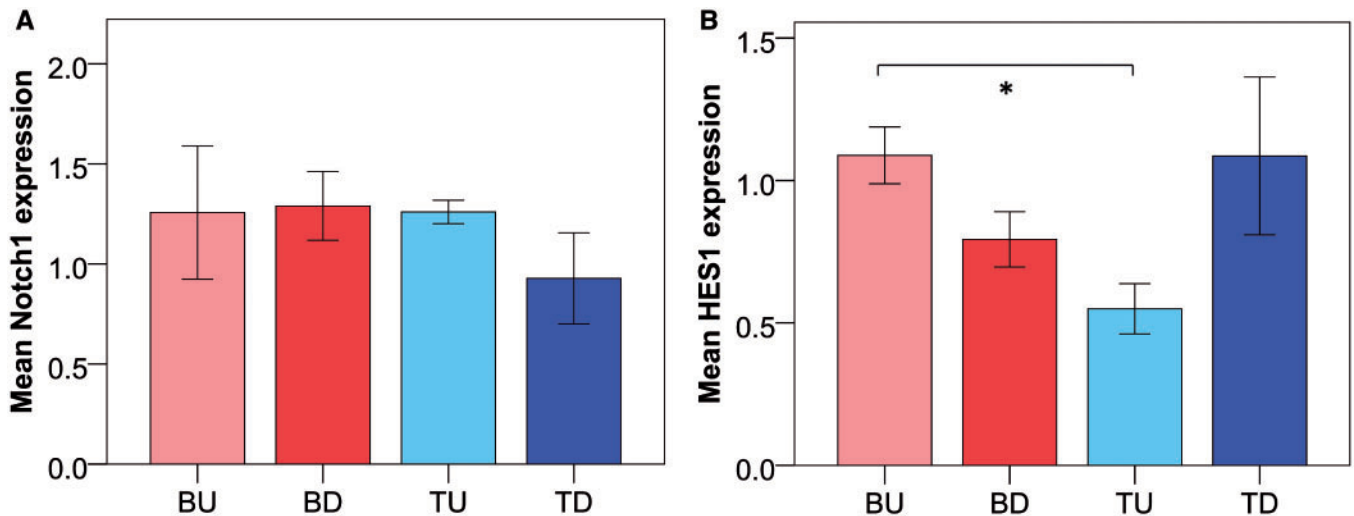 A
Mean Notch1 expression
2.0
1.5
1.0
0.5
0.0
BU BD TU TD
B
Mean HES1 expression
1.5
1.0
0.5
0.0
*
BU BD TU TD